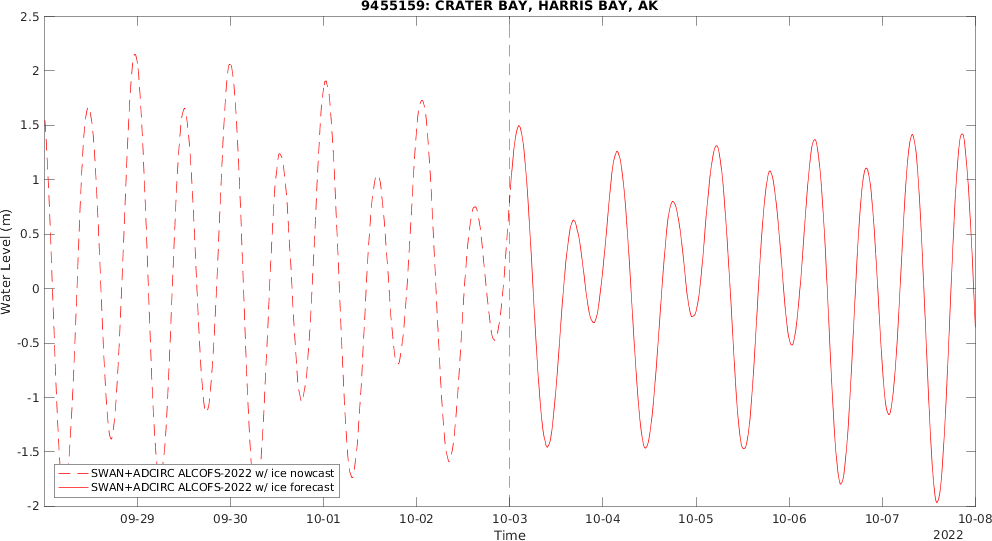 9455159: CRATER BAY, HARRIS BAY, AK
2.5
2
1.5
1
0.5
0
-0.5
-1
-1.5
-2
Water Level (m)
SWAN+ADCIRC ALCOFS-2022 w/ ice nowcast
SWAN+ADCIRC ALCOFS-2022 w/ ice forecast
09-29 09-30 10-01 10-02 10-03 10-04 10-05 10-06 10-07 10-08
Time
2022